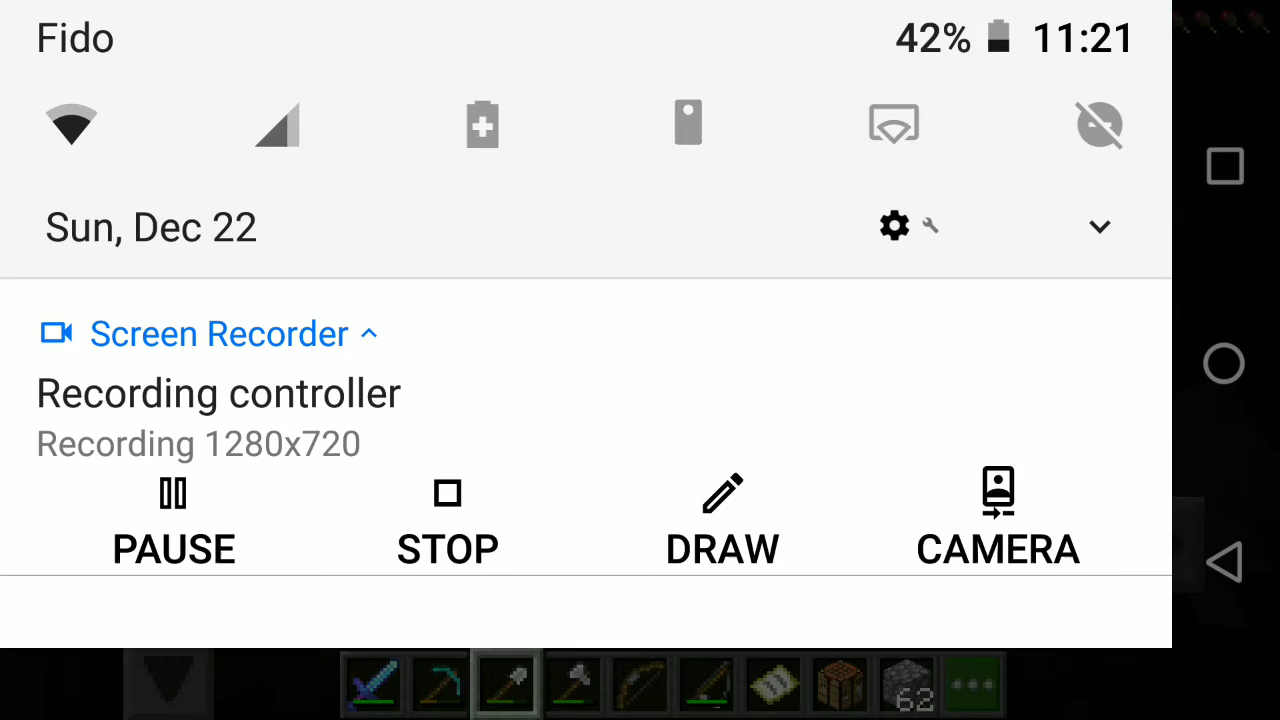 Fido 42% 11:21
Sun, Dec 22
Screen Recorder
Recording controller
Recording 1280x720
PAUSE STOP DRAW CAMERA
62